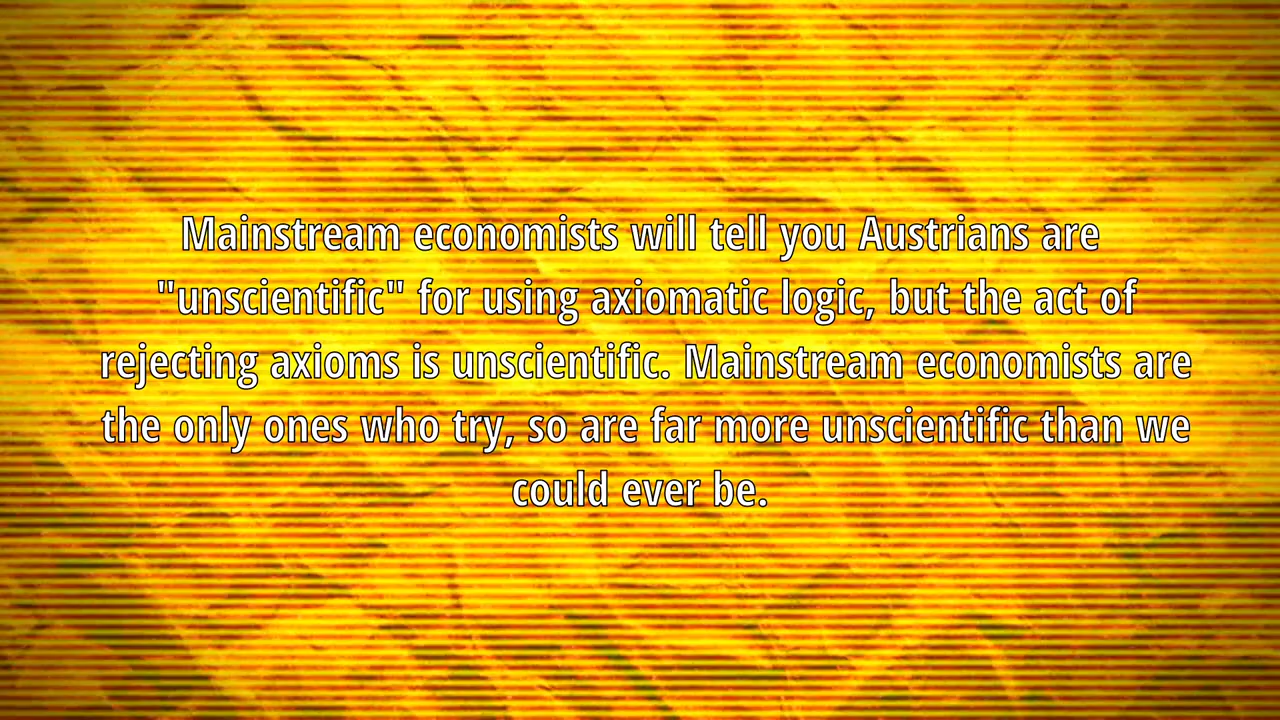 Mainstream economists will tell you Austrians are
"unscientific" for using axiomatic logic, but the act of
rejecting axioms is unscientific. Mainstream economists are
the only ones who try, so are far more unscientific than we
could ever be.